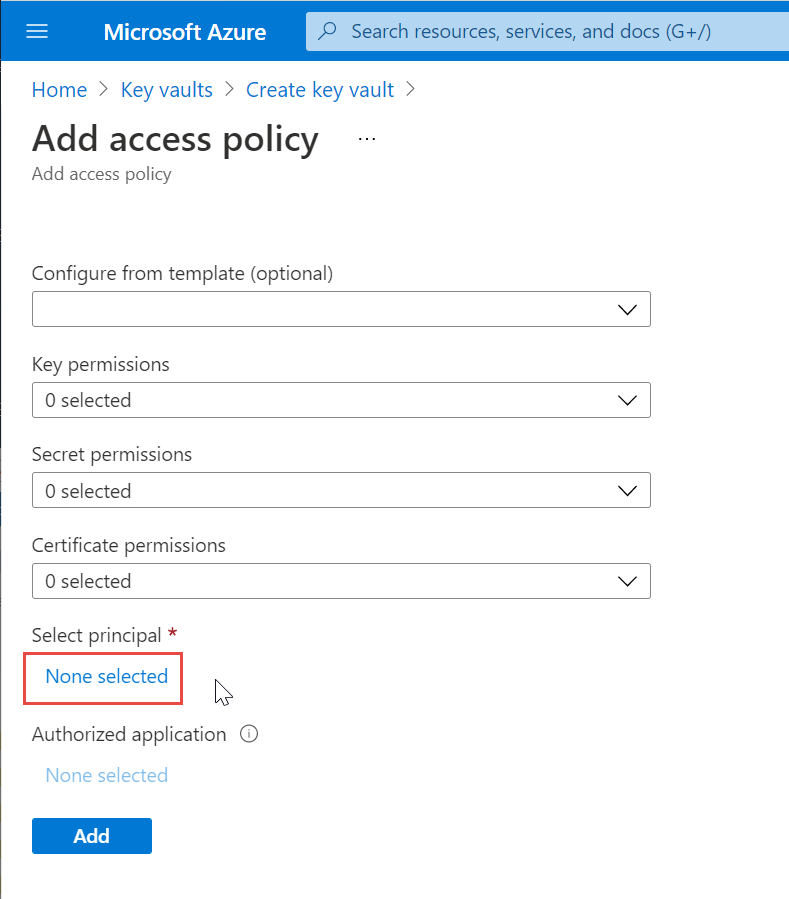 Microsoft Azure
Search resources, services, and docs (G+/)
Home > Key vaults > Create key vault >
Add access policy ...
Add access policy
Configure from template (optional)
Key permissions
0 selected
Secret permissions
0 selected
Certificate permissions
0 selected
Select principal *
None selected
Authorized application
None selected
Add